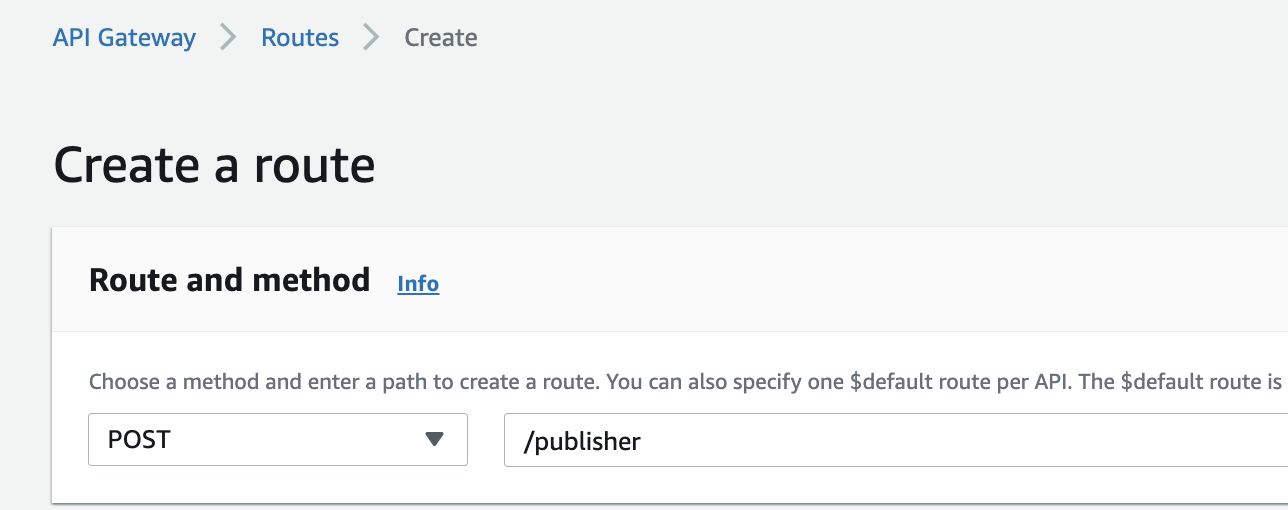 API Gateway > Routes > Create
Create a route
Route and method Info
Choose a method and enter a path to create a route. You can also specify one $default route per API. The $default route is
POST /publisher